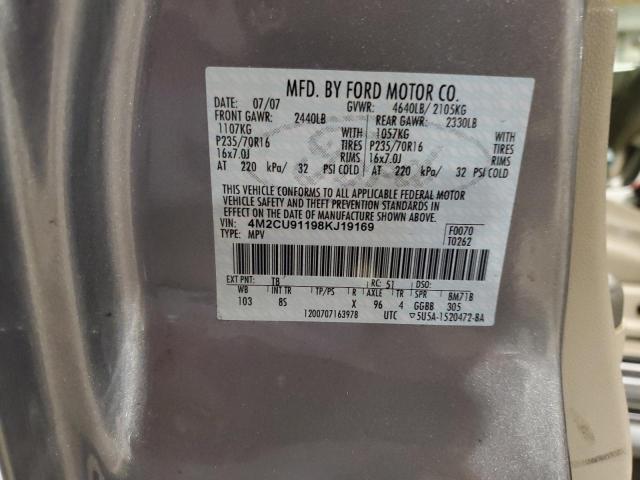 MFD. BY FORD MOTOR CO.
DATE: 07/07 GVWR: 4640LB/ 2105KG
FRONT GAWR: 2440LB REAR GAWR: 2330LB
1107KG WITH 1057KG WITH
P235/70R16 TIRES P235/70R16 TIRES
16x7.0J RIMS 16x7.0J RIMS
AT 220 kPa/ 32 PSI COLD AT 220 kPa/ 32 PSI COLD
THIS VEHICLE CONFORMS TO ALL APPLICABLE FEDERAL MOTOR
VEHICLE SAFETY AND THEFT PREVENTION STANDARDS IN
EFFECT ON THE DATE OF MANUFACTURE SHOWN ABOVE.
VIN: 4M2CU91198KJ19169 F0070
TYPE: MPV T0262
EXT PNT: TB RC: 51 DSO:
WB INT TR TP/PS R AXLE TR SPR BM71B
103 BS X 96 4 GGBB 305
1200707163978 UTC ▽5U5A-1520472-BA